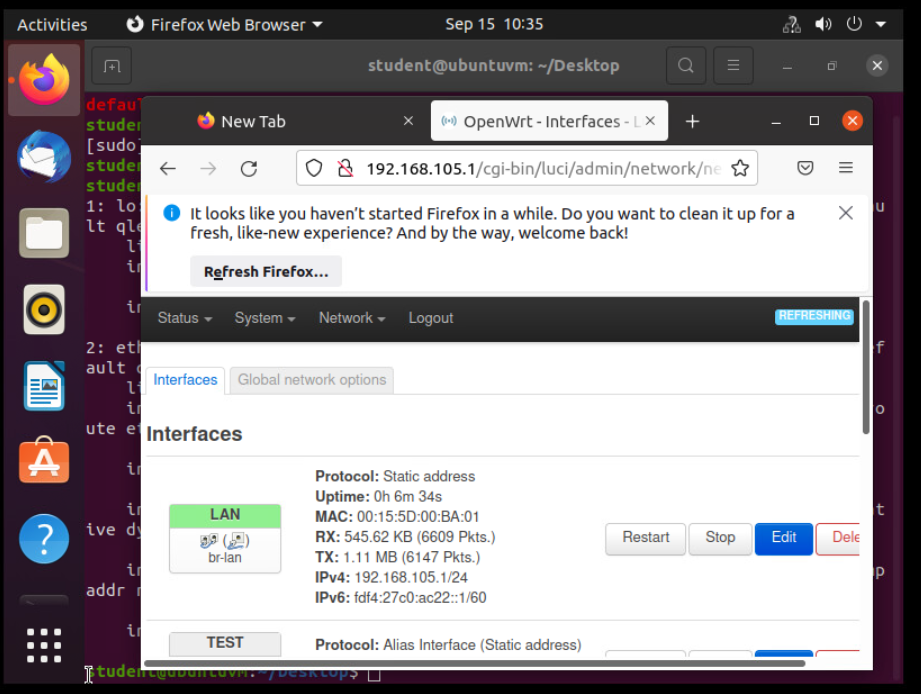 Activities
Firefox Web Browser
Sep 15 10:35
student@ubuntuvm: ~/Desktop
defau
studen
[sudo]
studen
studen
1: lo:
u
lt qle
li
in
in
2: eth
f
ault q
li
in
o
ute et
in
in
t
ive dy
in
p
addr
in
student@ubuntuvm:~/Desktop$
New Tab
OpenWrt - Interfaces - L
192.168.105.1/cgi-bin/luci/admin/network/ne
It looks like you haven't started Firefox in a while. Do you want to clean it up for a
fresh, like-new experience? And by the way, welcome back!
Refresh Firefox...
Status
System
Network
Logout
REFRESHING
Interfaces
Global network options
Interfaces
LAN
br-lan
Protocol: Static address
Uptime: 0h 6m 34s
MAC: 00:15:5D:00:BA:01
RX: 545.62 KB (6609 Pkts.)
TX: 1.11 MB (6147 Pkts.)
IPv4: 192.168.105.1/24
IPv6: fdf4:27c0:ac22::1/60
Restart
Stop
Edit
Dele
TEST
Protocol: Alias Interface (Static address)